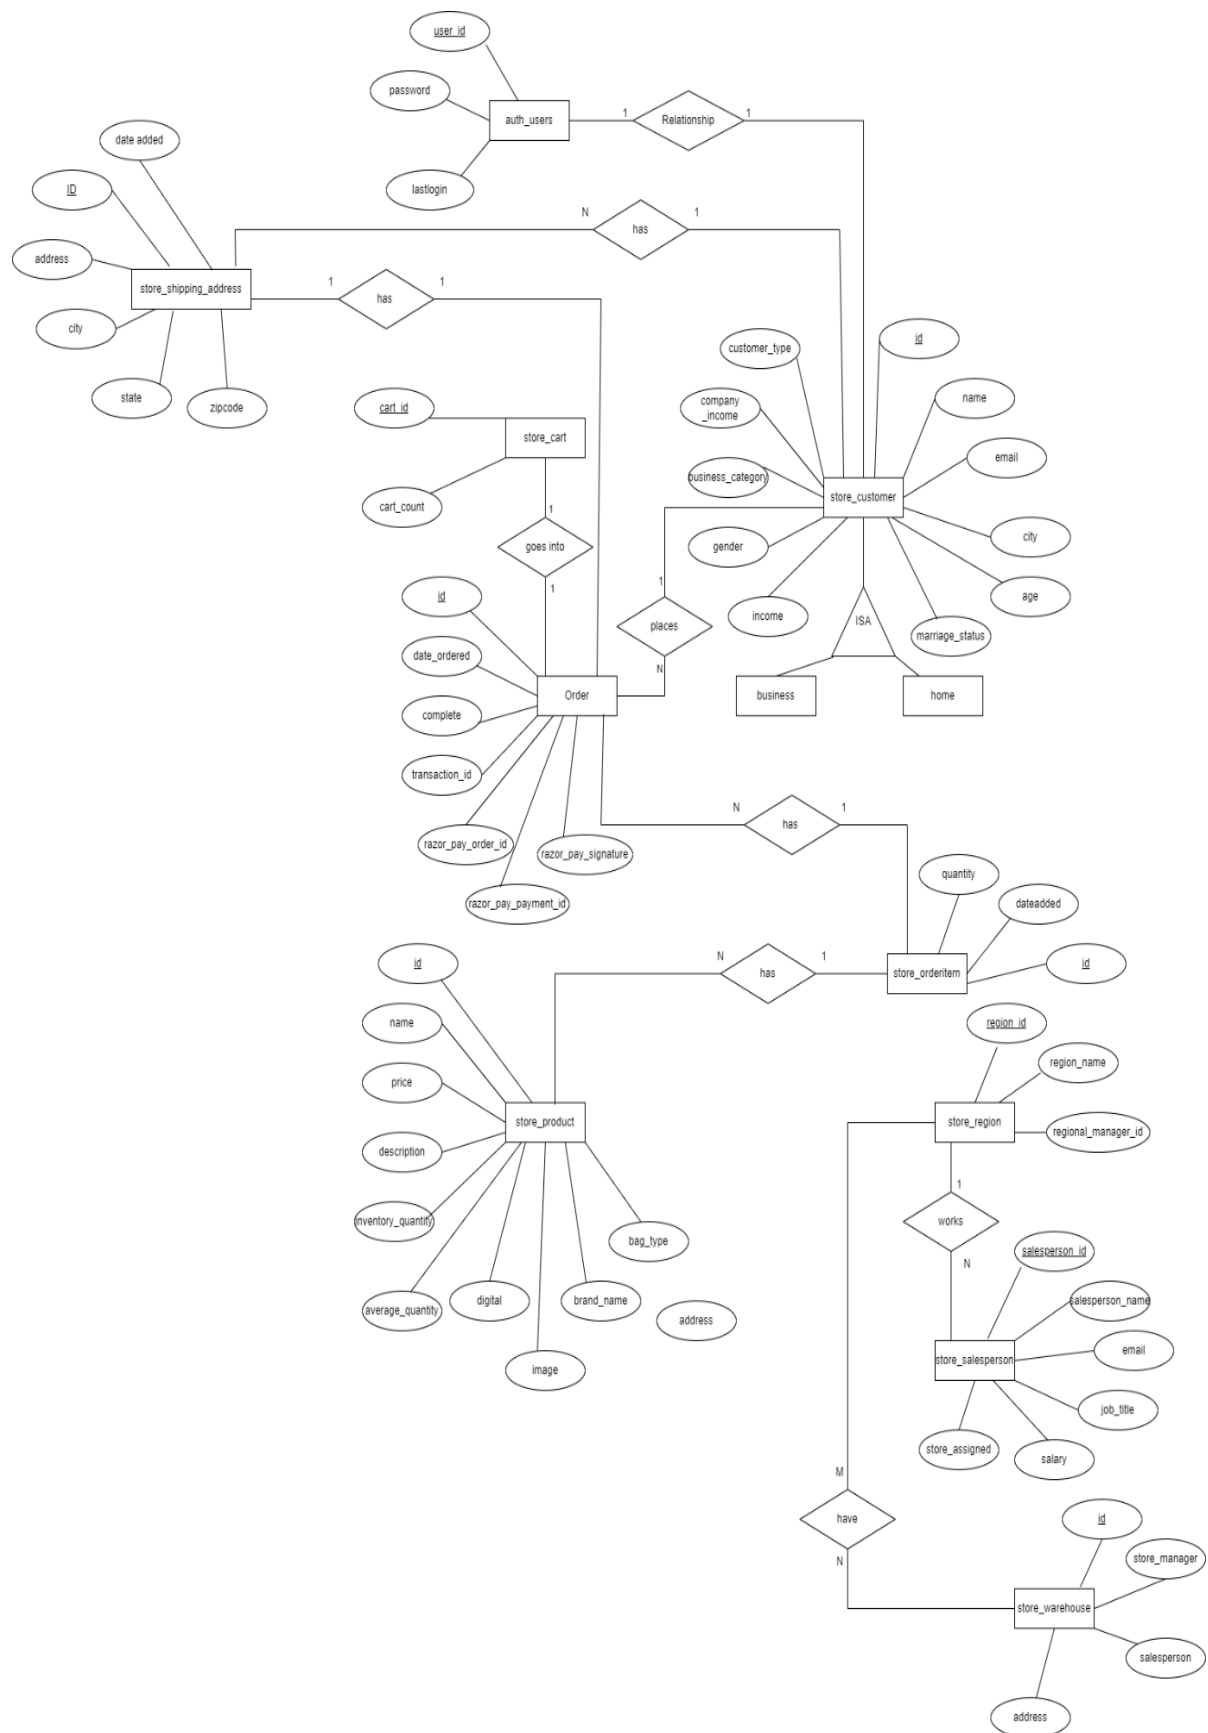 user_id
password
auth_users
1
Relationship
1
lastlogin
date added
ID
address
store_shipping_address
city
state
zipcode
N
has
1
1
has
1
customer_type
id
company
_income
name
business_category
email
store_customer
gender
city
income
age
marriage_status
ISA
business
home
cart_id
store_cart
cart_count
1
goes into
1
1
places
N
id
date_ordered
Order
complete
transaction_id
razor_pay_order_id
razor_pay_signature
razor_pay_payment_id
N
has
1
quantity
dateadded
store_orderitem
id
N
has
1
id
name
price
store_product
description
inventory_quantity
average_quantity
digital
image
brand_name
bag_type
address
region_id
region_name
store_region
regional_manager_id
1
works
N
salesperson_id
salesperson_name
store_salesperson
email
job_title
store_assigned
salary
M
have
N
id
store_manager
store_warehouse
salesperson
address